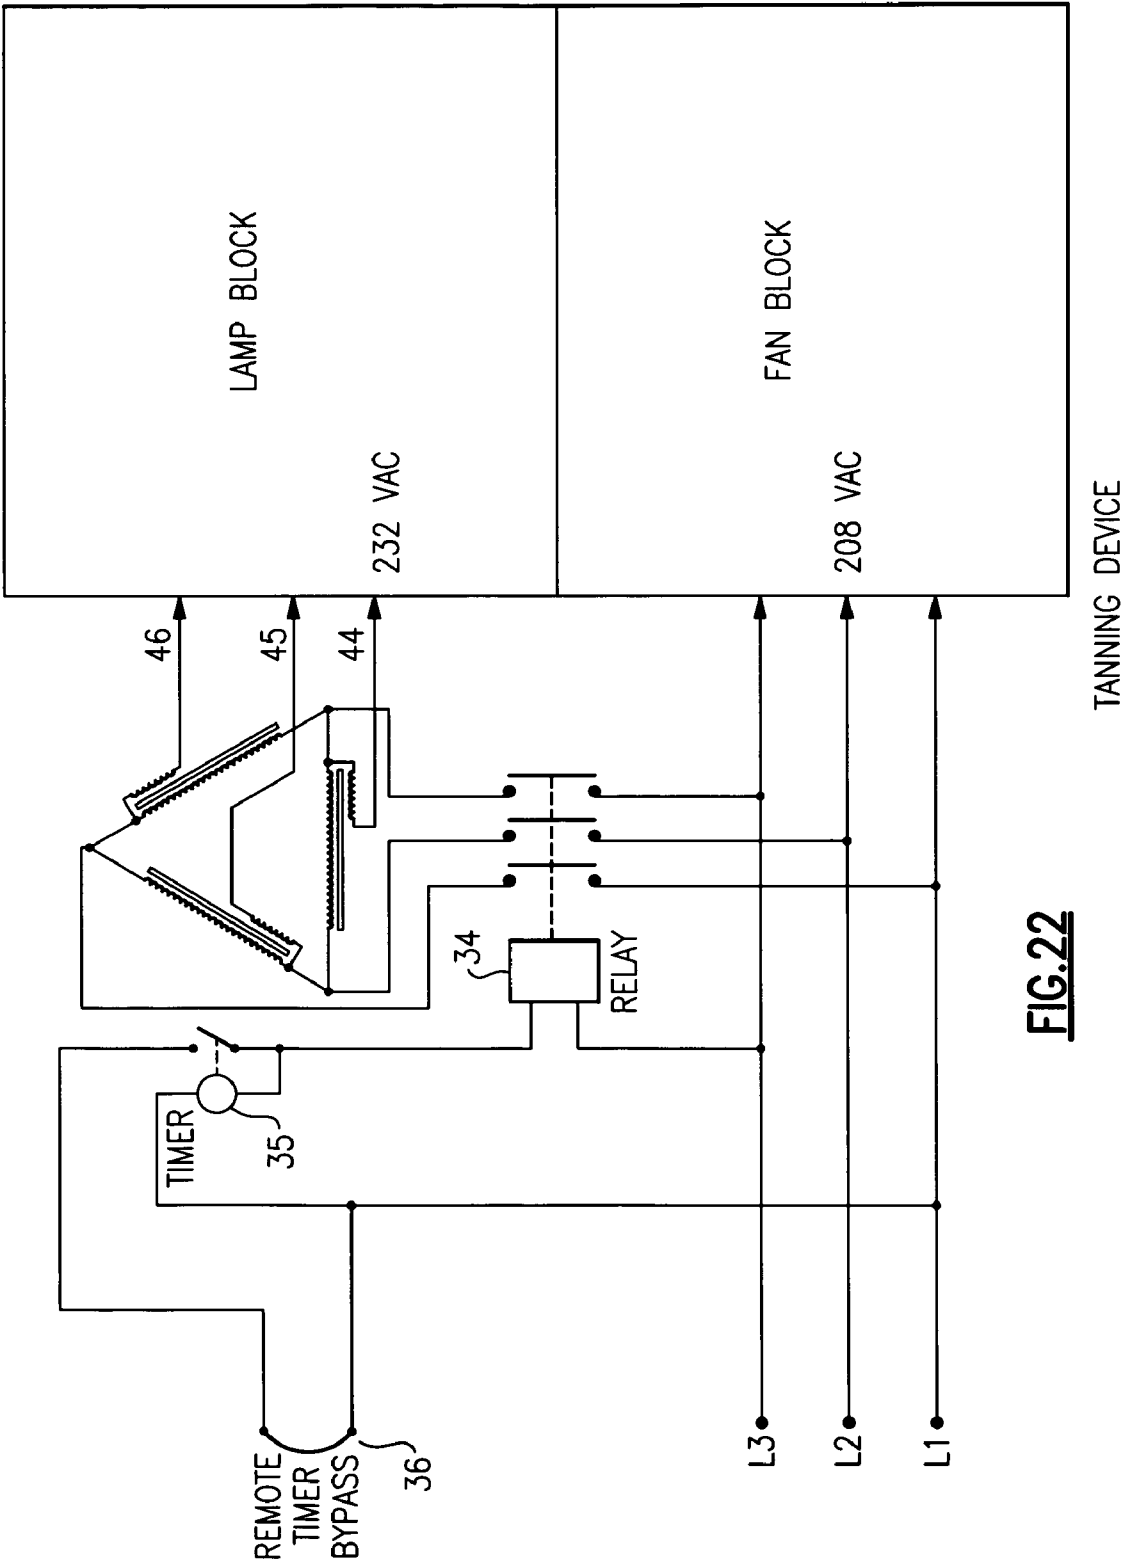 REMOTE
TIMER
BYPASS
36
TIMER
35
46
45
44
LAMP BLOCK
232 VAC
34
RELAY
FAN BLOCK
208 VAC
L3
L2
L1
TANNING DEVICE
FIG.22